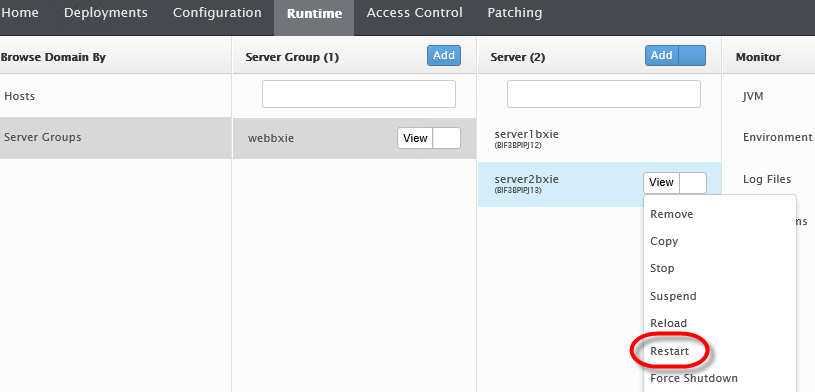 Home Deployments Configuration Runtime Access Control Patching
Browse Domain By
Hosts
Server Groups
Server Group (1) Add
webbxie View
Server (2) Add
server1bxie
(BIF3BPIPJ12)
server2bxie View
(BIF3BPIPJ13)
Remove
Copy
Stop
Suspend
Reload
Restart
Force Shutdown
Monitor
JVM
Environment
Log Files
ms